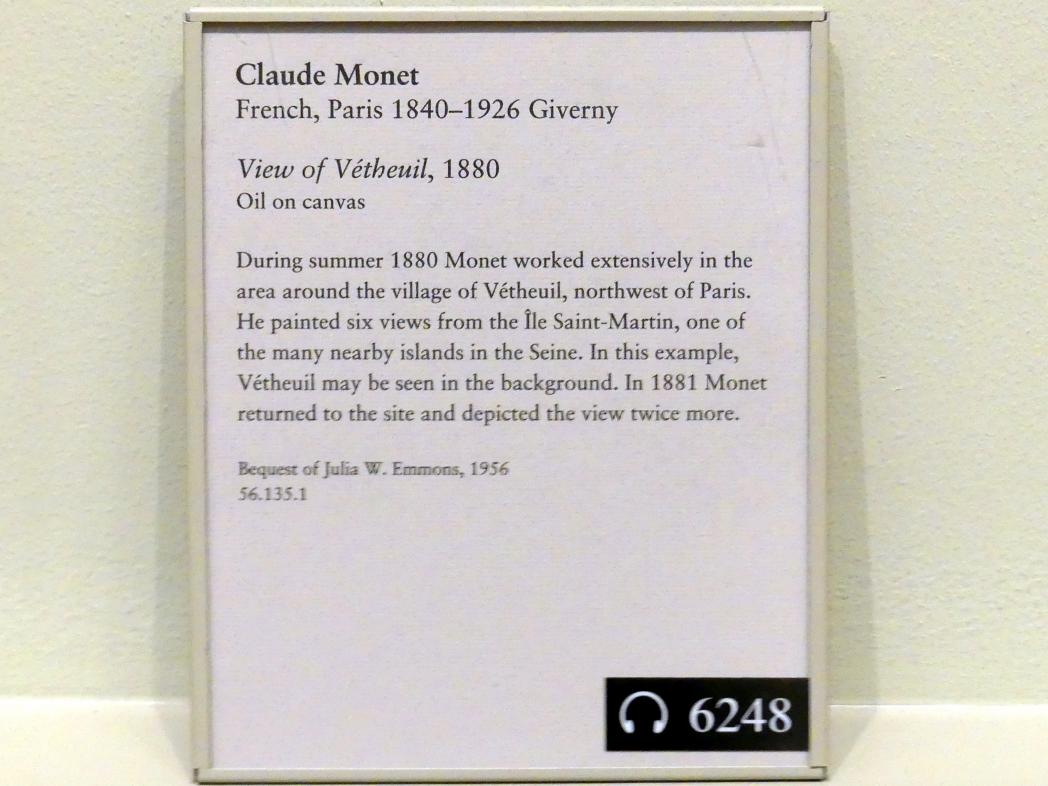 Claude Monet
French, Paris 1840–1926 Giverny
View of Vétheuil, 1880
Oil on canvas
During summer 1880 Monet worked extensively in the
area around the village of Vétheuil, northwest of Paris.
He painted six views from the Île Saint-Martin, one of
the many nearby islands in the Seine. In this example,
Vétheuil may be seen in the background. In 1881 Monet
returned to the site and depicted the view twice more.
Bequest of Julia W. Emmons, 1956
56.135.1
6248